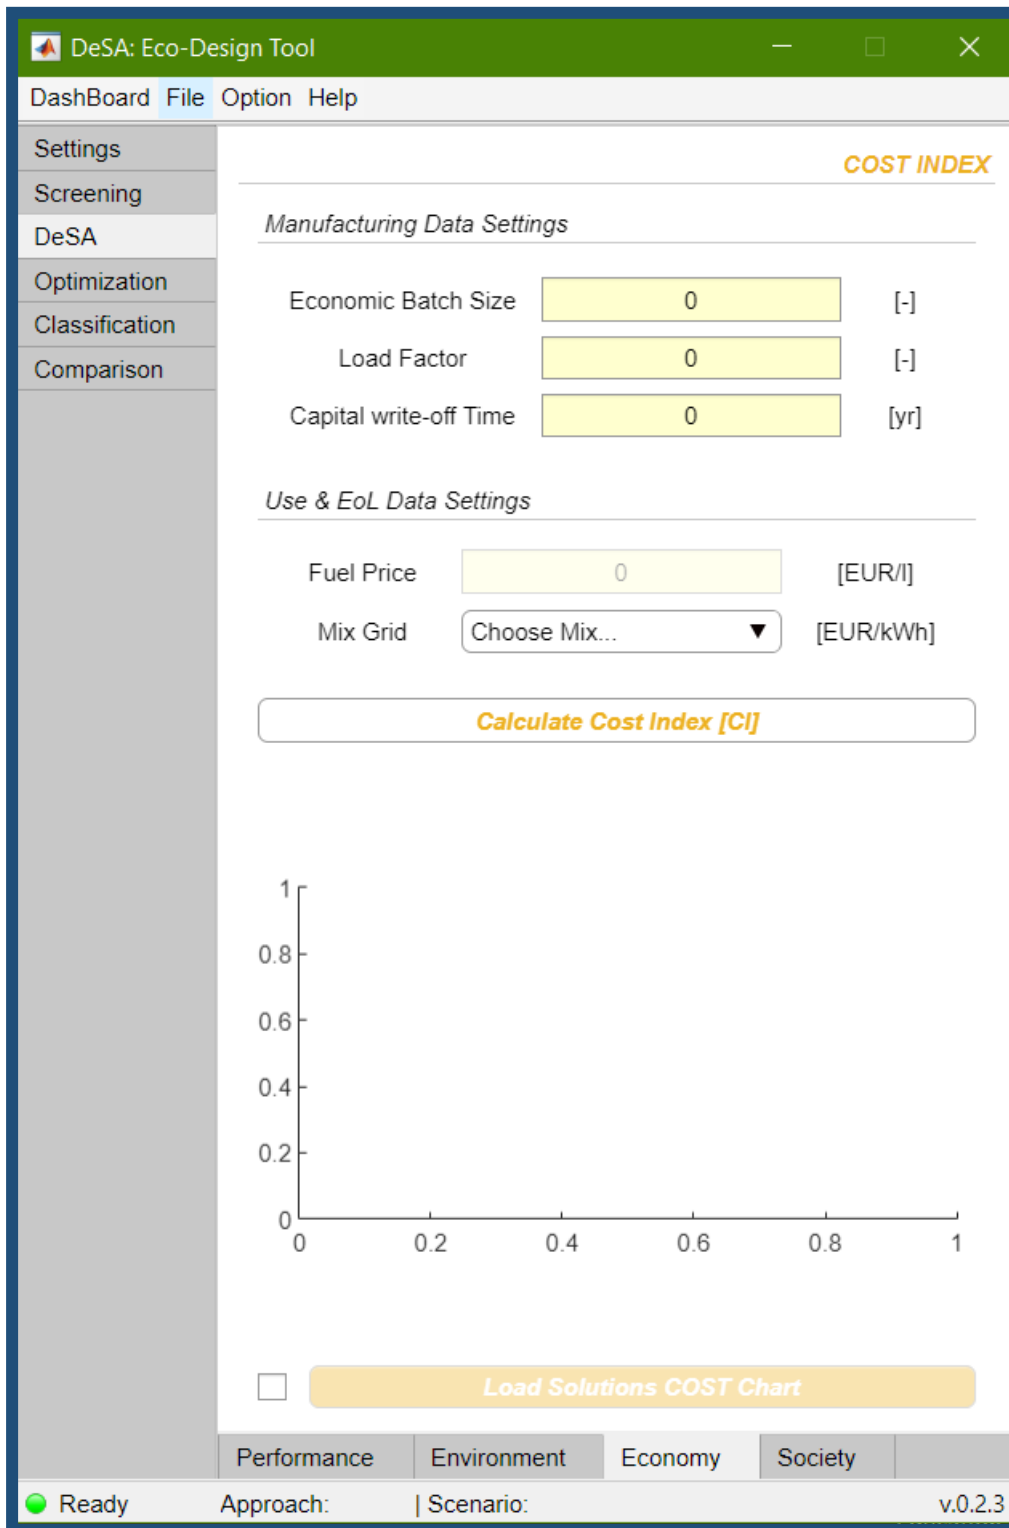 DeSA: Eco-Design Tool
DashBoard File Option Help
Settings
Screening
DeSA
Optimization
Classification
Comparison
COST INDEX
Manufacturing Data Settings
Economic Batch Size 0 [-]
Load Factor 0 [-]
Capital write-off Time 0 [yr]
Use & EoL Data Settings
Fuel Price 0 [EUR/l]
Mix Grid Choose Mix... ▼ [EUR/kWh]
Calculate Cost Index [CI]
1
0.8
0.6
0.4
0.2
0
0 0.2 0.4 0.6 0.8 1
Load Solutions COST Chart
Performance Environment Economy Society
Ready Approach: | Scenario: v.0.2.3